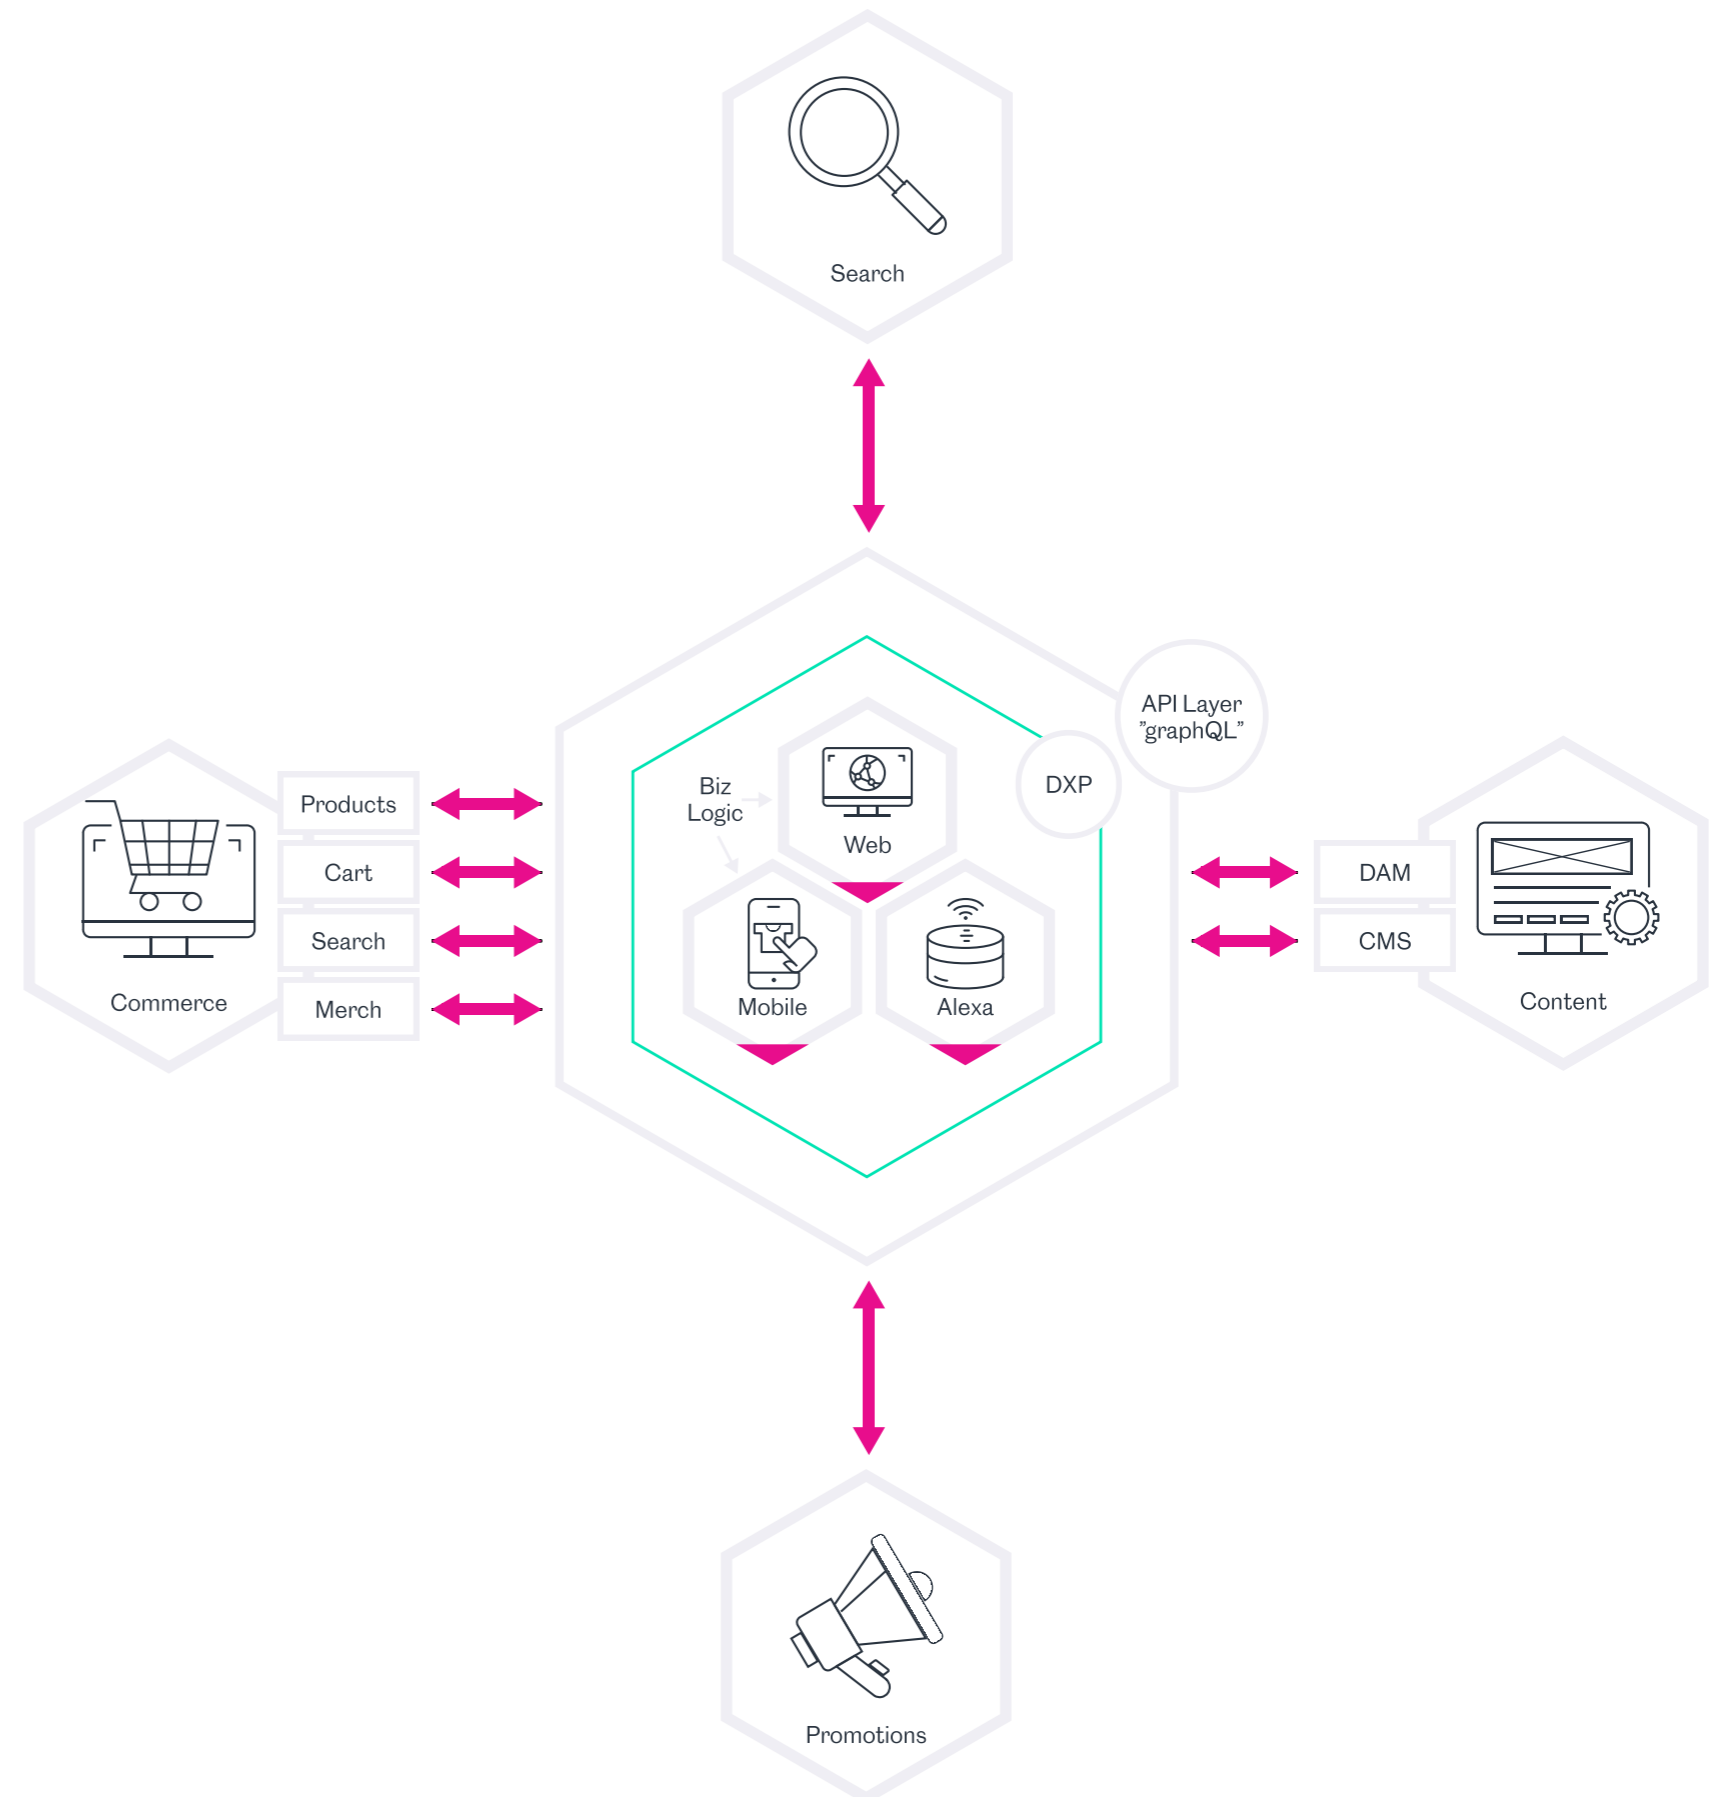 Search
API Layer
”graphQL”
DXP
Biz
Logic
Web
Mobile
Alexa
Products
Cart
Search
Merch
Commerce
DAM
CMS
Content
Promotions